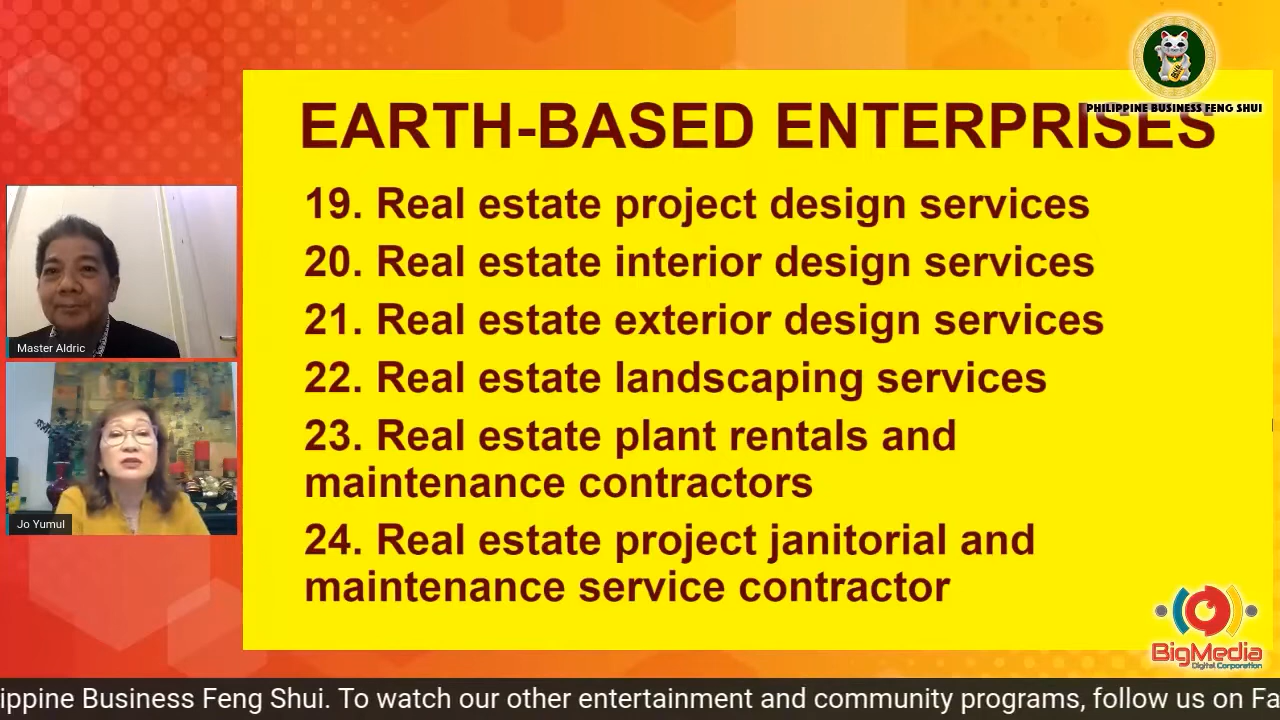 PHILIPPINE BUSINESS FENG SHUI
EARTH-BASED ENTERPRISES
19. Real estate project design services
20. Real estate interior design services
21. Real estate exterior design services
22. Real estate landscaping services
23. Real estate plant rentals and
maintenance contractors
24. Real estate project janitorial and
maintenance service contractor
Master Aldric
Jo Yumul
BigMedia
Digital Corporation
ippine Business Feng Shui. To watch our other entertainment and community programs, follow us on Fa